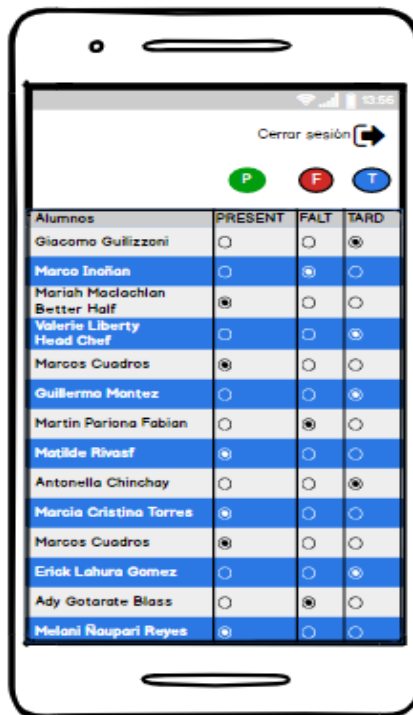 13:56
Cerrar sesión
P F T
Alumnos PRESENT FALT TARD
Giacomo Guilizzoni
Marco Inoñan
Mariah Maclachlan
Better Half
Valerie Liberty
Head Chef
Marcos Cuadros
Guillermo Montez
Martin Pariona Fabian
Matilde Rivasf
Antonella Chinchay
Marcia Cristina Torres
Marcos Cuadros
Erick Lahura Gomez
Ady Gotarate Blass
Melani Ñaupari Reyes